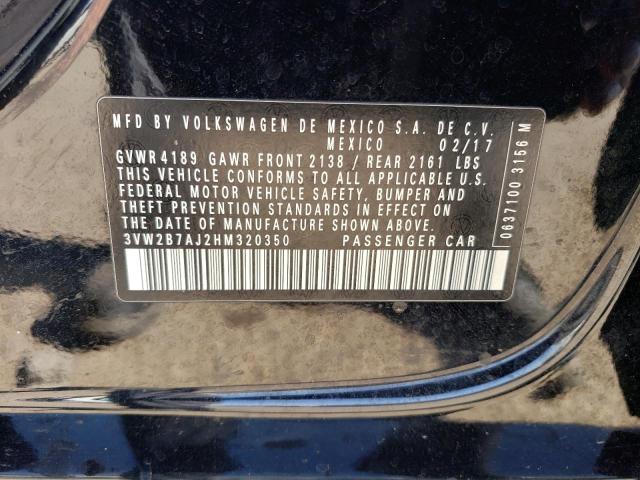 MFD BY VOLKSWAGEN DE MEXICO S.A. DE C.V.
MEXICO 02/17
GVWR 4189 GAWR FRONT 2138 / REAR 2161 LBS
THIS VEHICLE CONFORMS TO ALL APPLICABLE U.S.
FEDERAL MOTOR VEHICLE SAFETY, BUMPER AND
THEFT PREVENTION STANDARDS IN EFFECT ON
THE DATE OF MANUFACTURE SHOWN ABOVE.
3VW2B7AJ2HM320350 PASSENGER CAR
0637100 3156 M